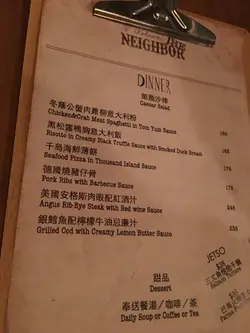 THE
NEIGHBOR
DINNER
凱撒沙律
Caesar Salad
冬蔭公蟹肉雞柳意大利粉
Chicken&Crab Meat Spaghetti in Tom Yum Sauce
黑松露鴨胸意大利飯
Risotto in Creamy Black Truffle Sauce with Smoked Duck Breast
千島海鮮薄餅
Seafood Pizza in Thousand Island Sauce
德國燒豬仔骨
Pork Ribs with Barbecue Sauce
美國安格斯肉眼配紅酒汁
Angus Rib-Eye Steak with Red wine Sauce
銀鱈魚配檸檬牛油忌廉汁
Grilled Cod with Creamy Lemon Butter Sauce
甜品
Dessert
奉送餐湯/咖啡/茶
Daily Soup or Coffee or Tea
JETSO